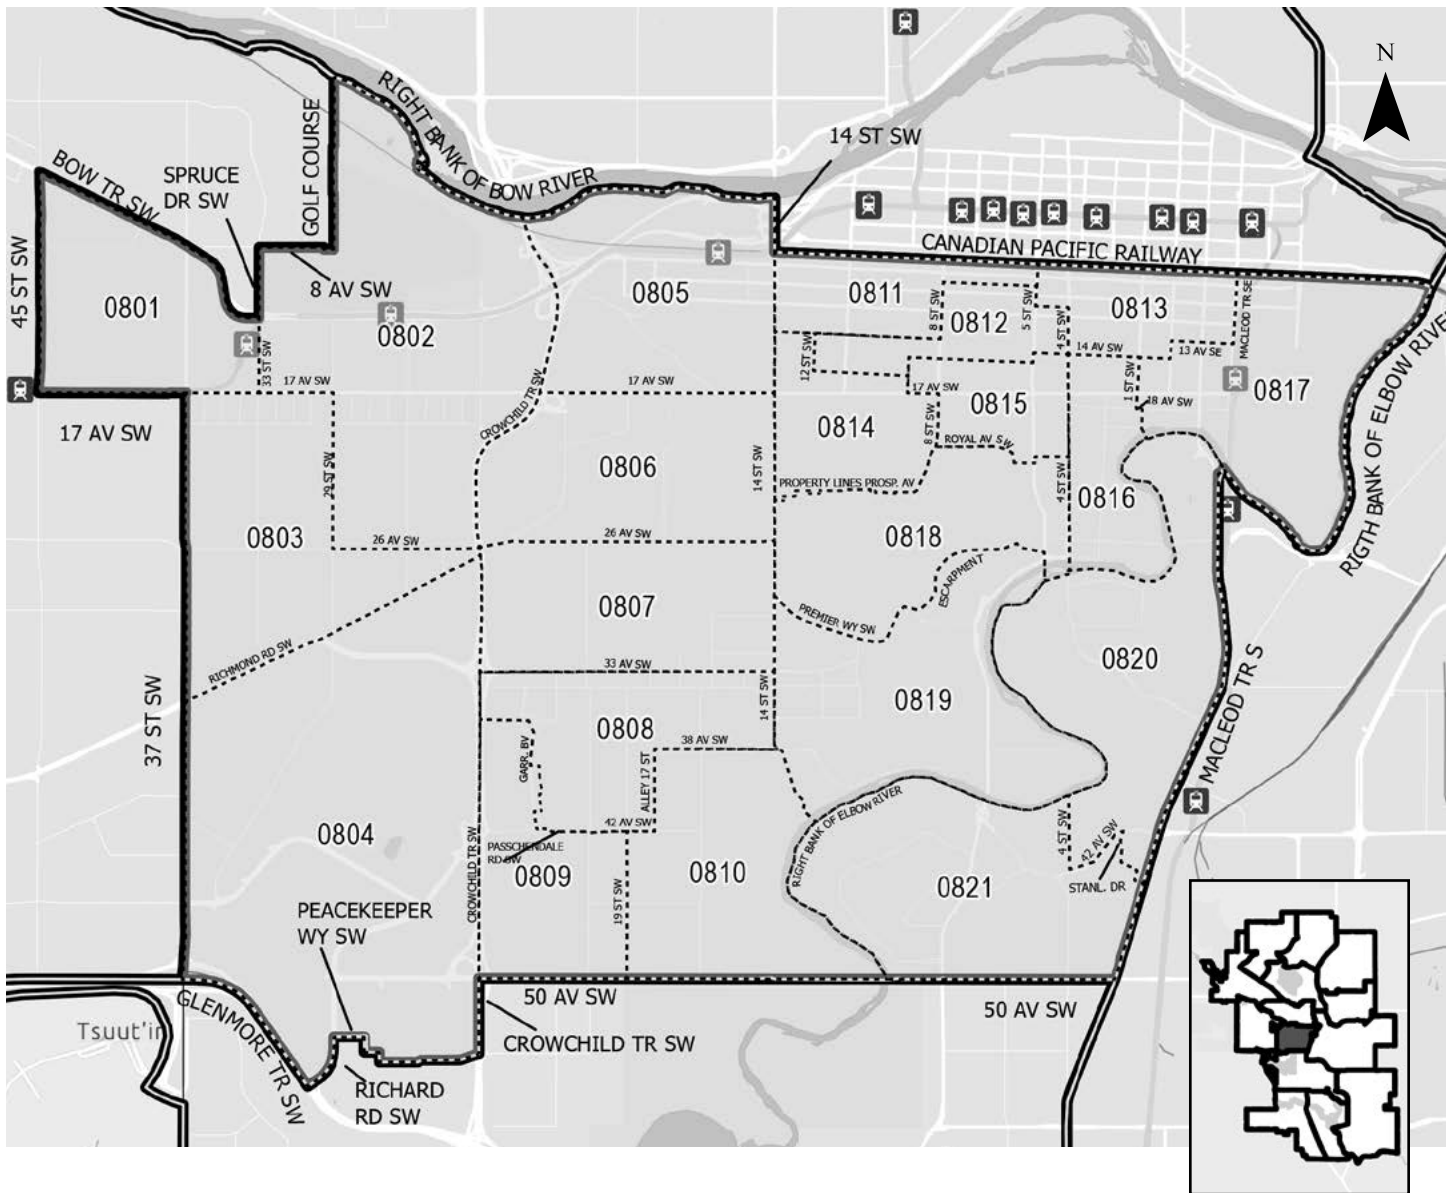 N
RIGHT BANK OF BOW RIVER
14 ST SW
GOLF COURSE
BOW TR SW
SPRUCE
DR SW
CANADIAN PACIFIC RAILWAY
45 ST SW
8 AV SW
0801
0802
0805
0811
0812
0813
8 ST SW
5 ST SW
4 ST SW
MACLEOD TR SE
33 ST SW
12 ST SW
14 AV SW
13 AV SE
17 AV SW
17 AV SW
17 AV SW
1 ST SW
18 AV SW
0817
CROWCHILD TR SW
17 AV SW
0814
8 ST SW
0815
ROYAL AV SW
RIGTH BANK OF ELBOW RIVER
29 ST SW
0806
14 ST SW
PROPERTY LINES PROSP. AV
4 ST SW
0816
0803
26 AV SW
26 AV SW
0818
ESCARPMENT
0807
PREMIER WY SW
RICHMOND RD SW
33 AV SW
0820
37 ST SW
14 ST SW
0819
MACLEOD TR S
0808
38 AV SW
GARR. BV
ALLEY 17 ST
RIGHT BANK OF ELBOW RIVER
0804
42 AV SW
4 ST SW
42 AV SW
PASSCHENDALE
RD SW
CROWCHILD TR SW
0809
0810
19 ST SW
0821
STANL. DR
PEACEKEEPER
WY SW
50 AV SW
50 AV SW
GLENMORE TR SW
Tsuut'in
CROWCHILD TR SW
RICHARD
RD SW